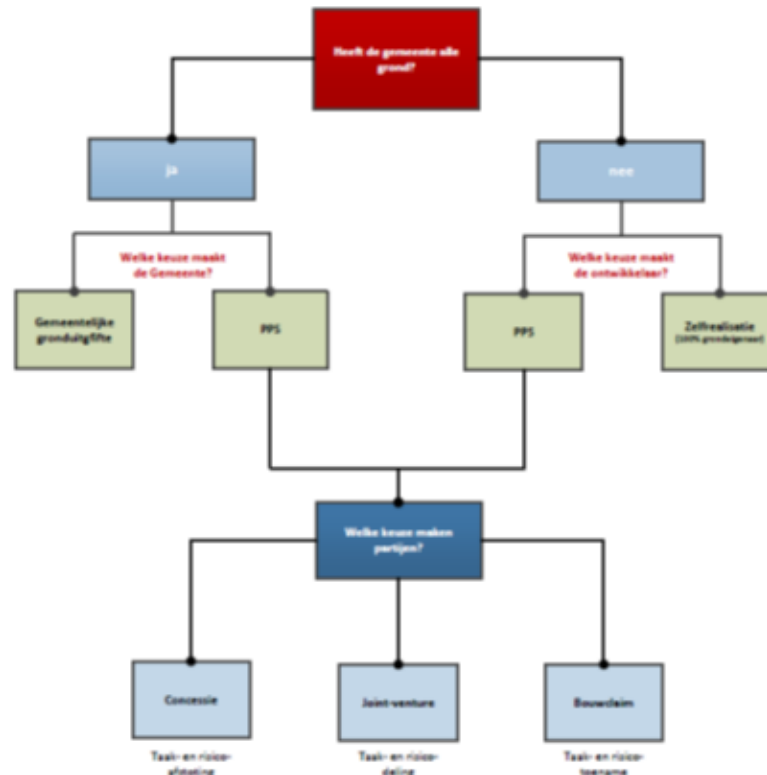 Heeft de gemeente alle
grond?
ja
nee
Welke keuze maakt
de Gemeente?
Welke keuze maakt
de ontwikkelaar?
Gemeentelijke
gronduitgifte
PPS
PPS
Zelfrealisatie
(100% grondeigenaar)
Welke keuze maken
partijen?
Concessie
Joint-venture
Bouwclaim
Taak- en risico-
afstoting
Taak- en risico-
deling
Taak- en risico-
toename